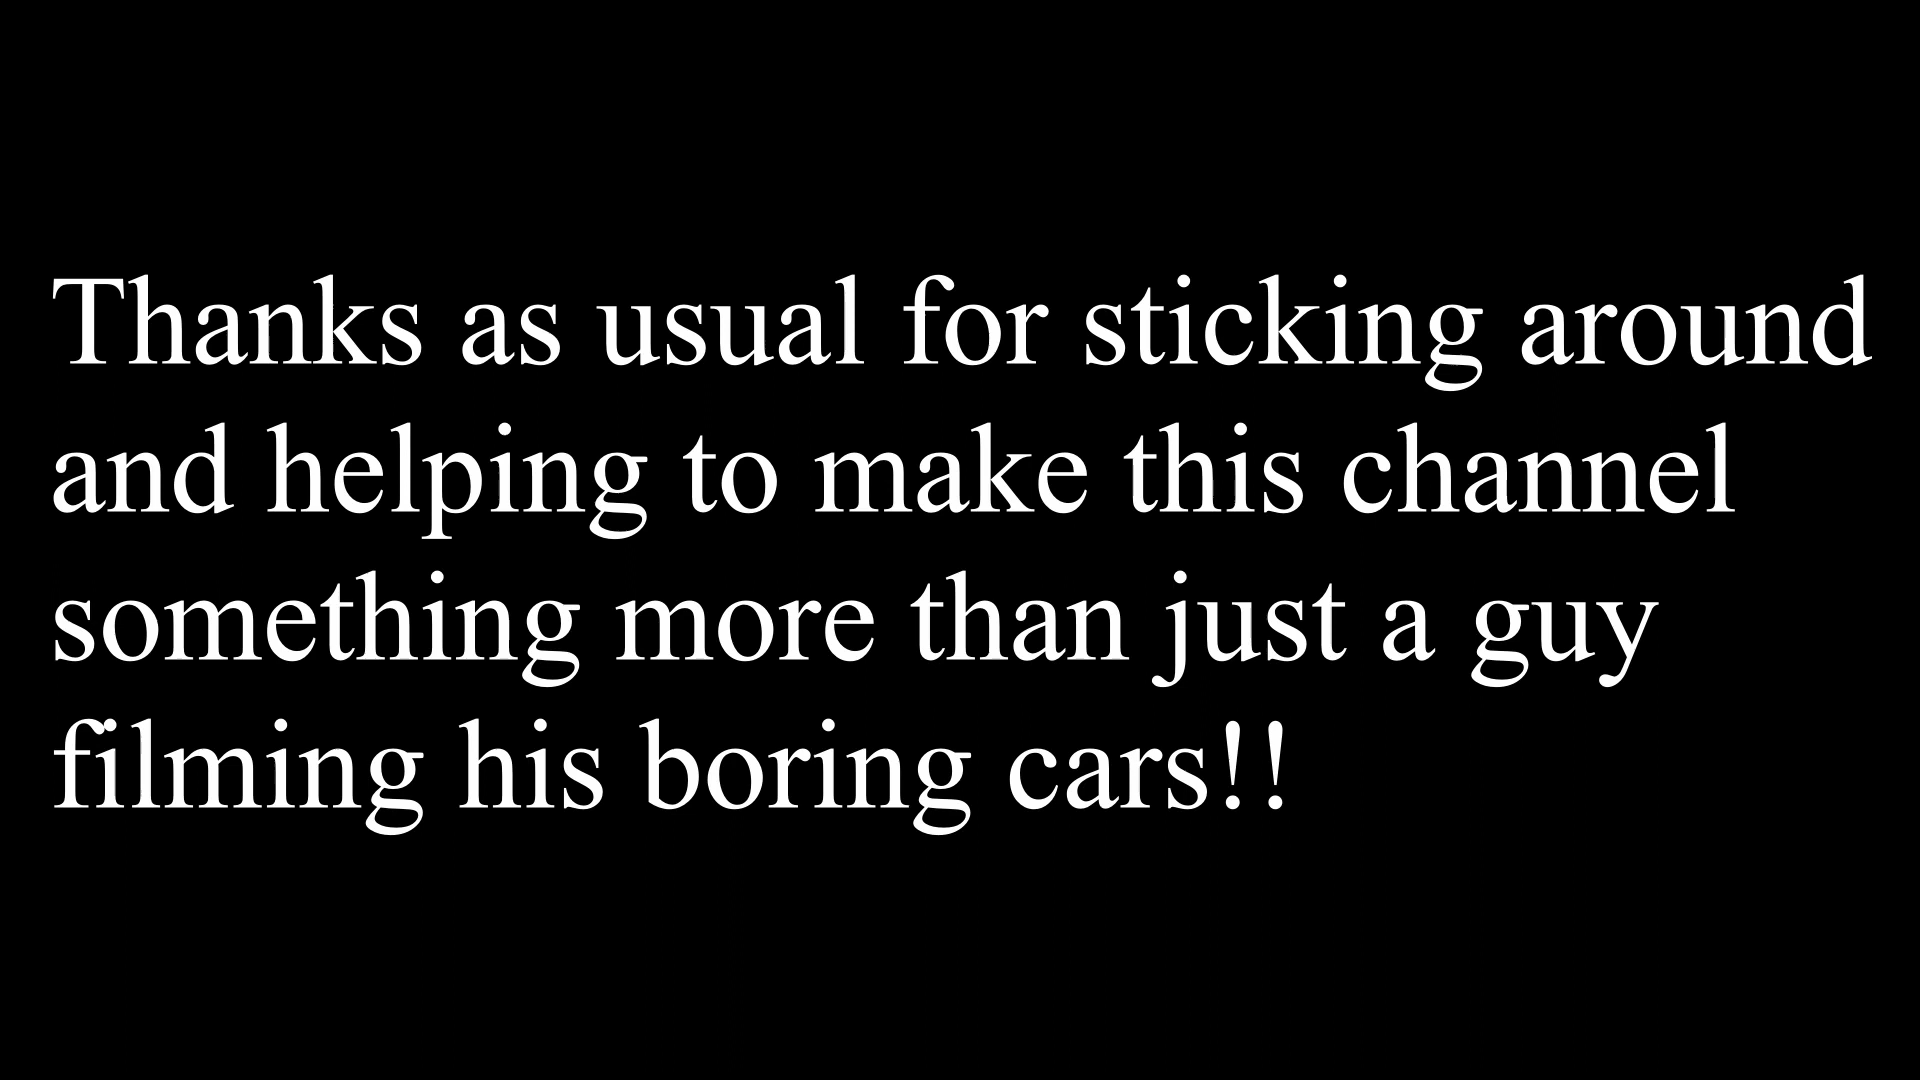 Thanks as usual for sticking around
and helping to make this channel
something more than just a guy
filming his boring cars!!